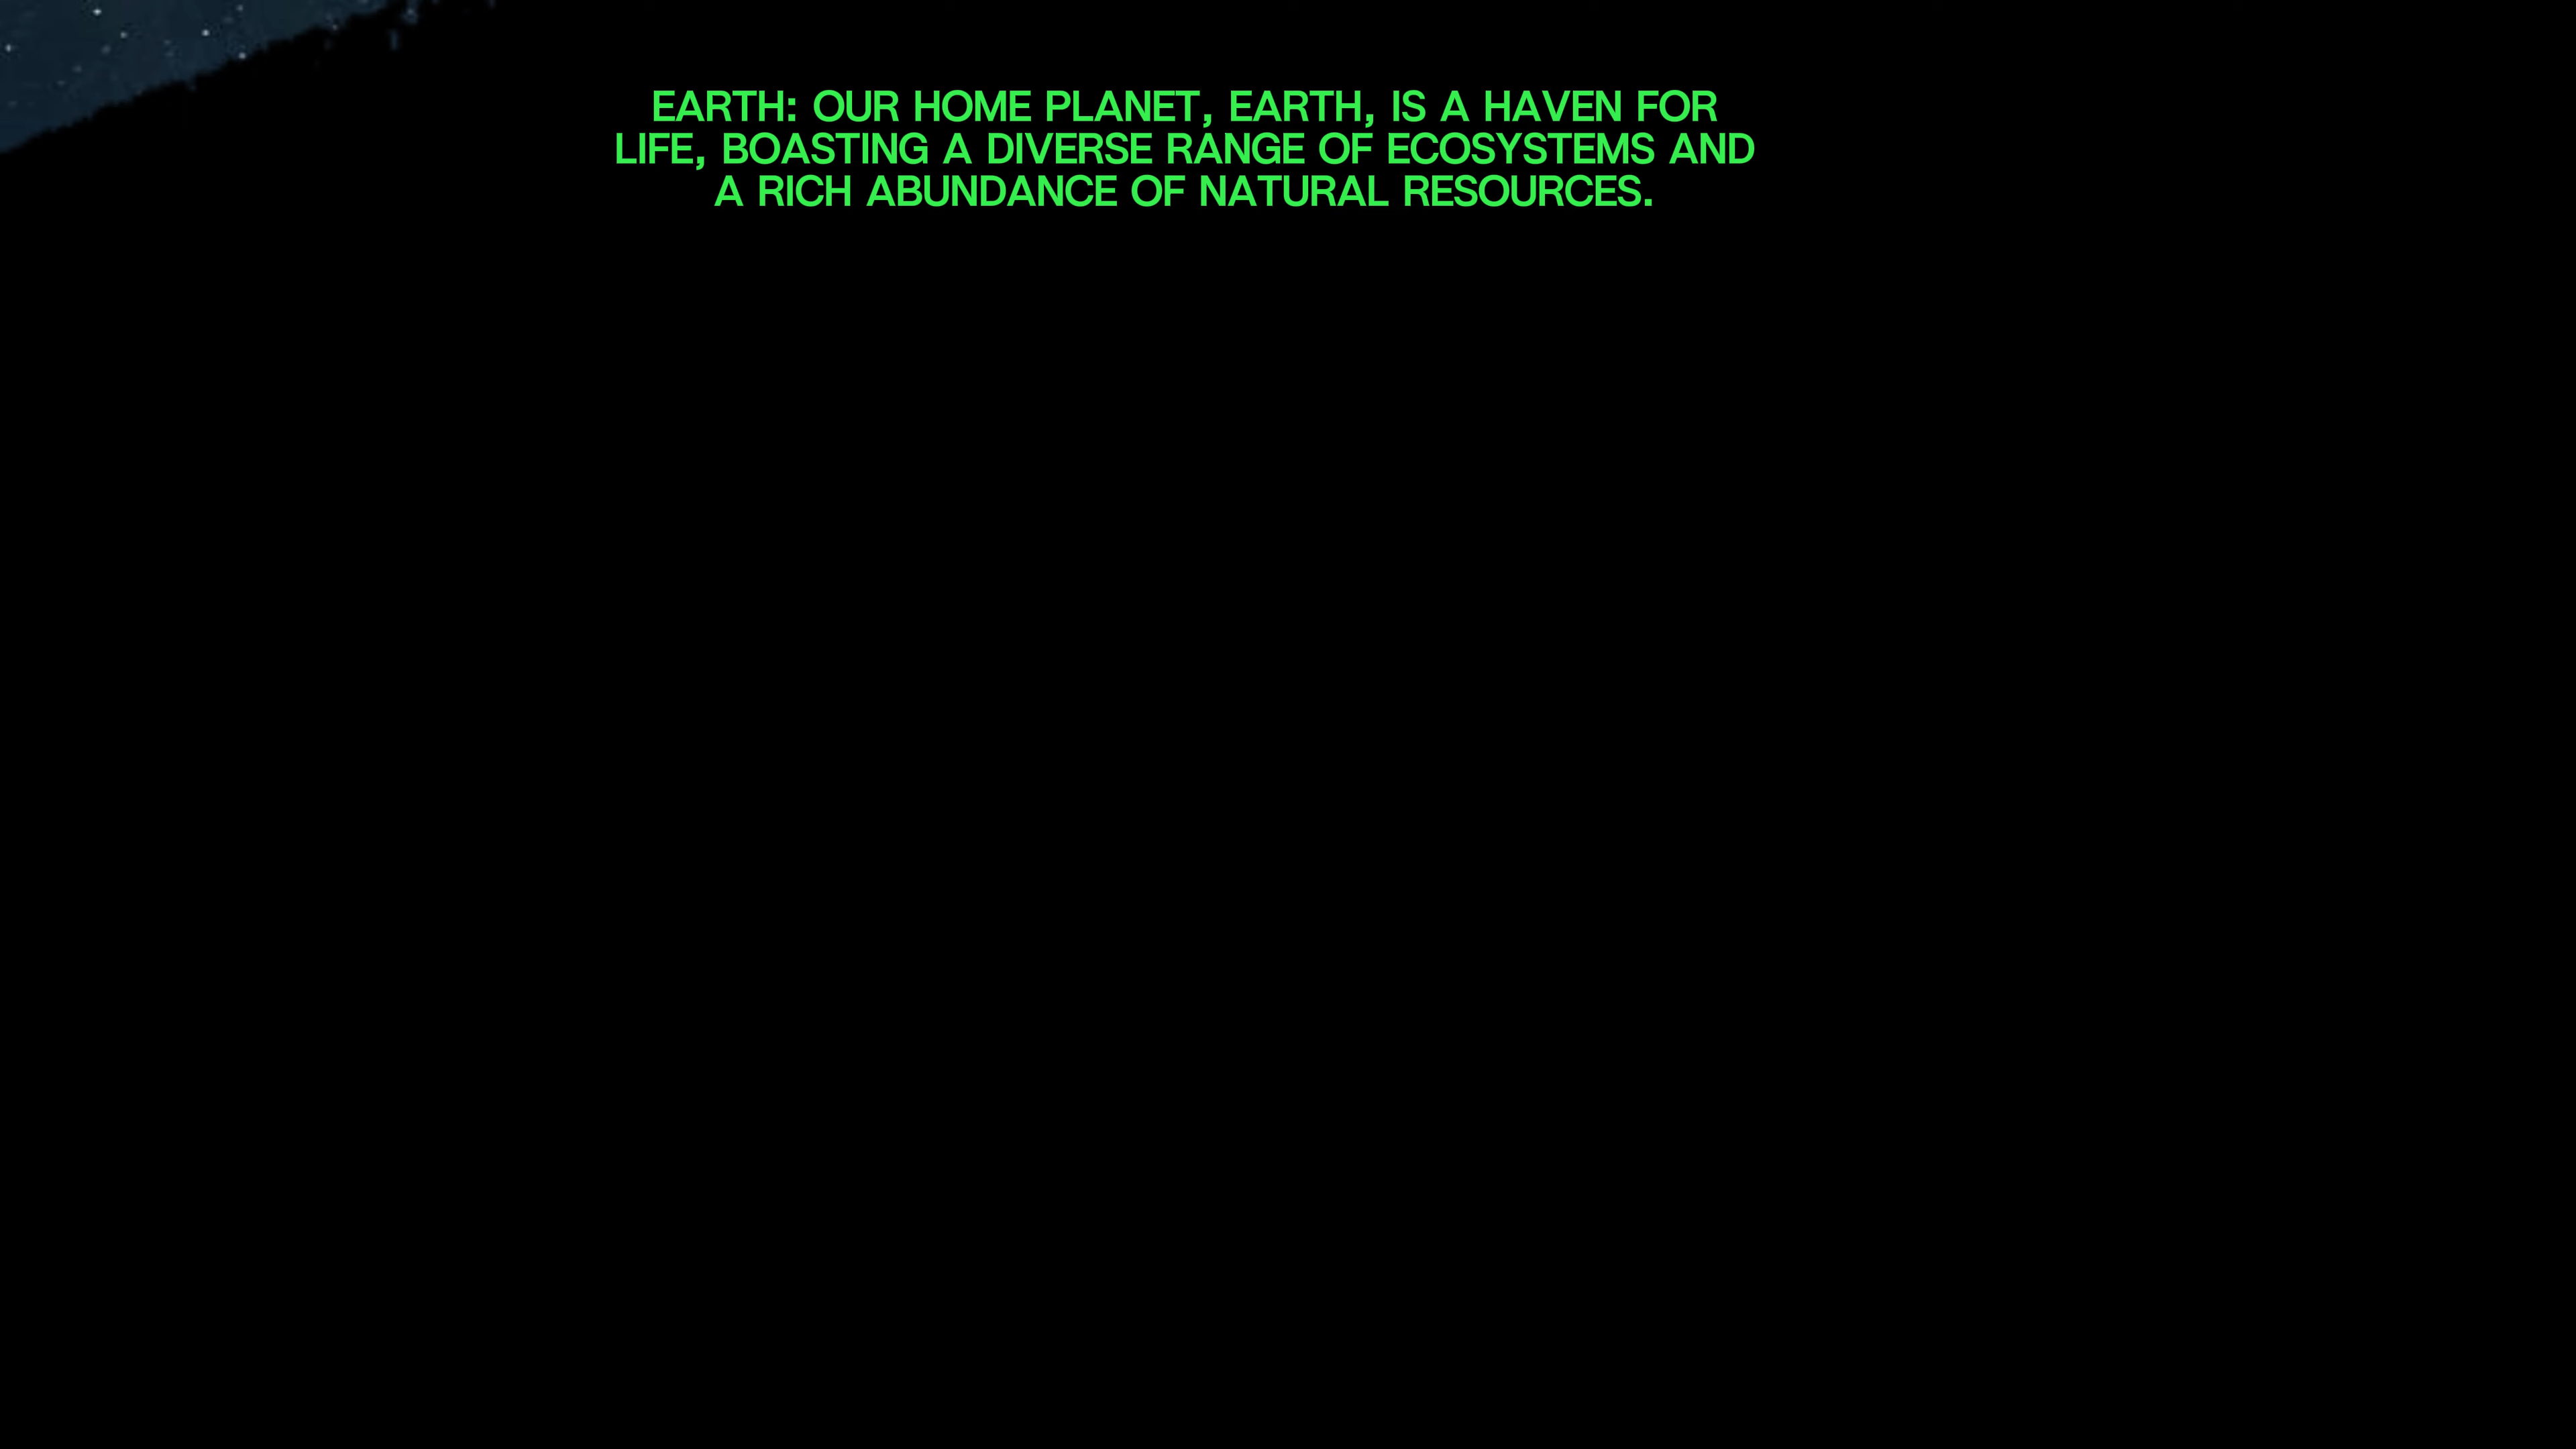 EARTH: OUR HOME PLANET, EARTH, IS A HAVEN FOR
LIFE, BOASTING A DIVERSE RANGE OF ECOSYSTEMS AND
A RICH ABUNDANCE OF NATURAL RESOURCES.